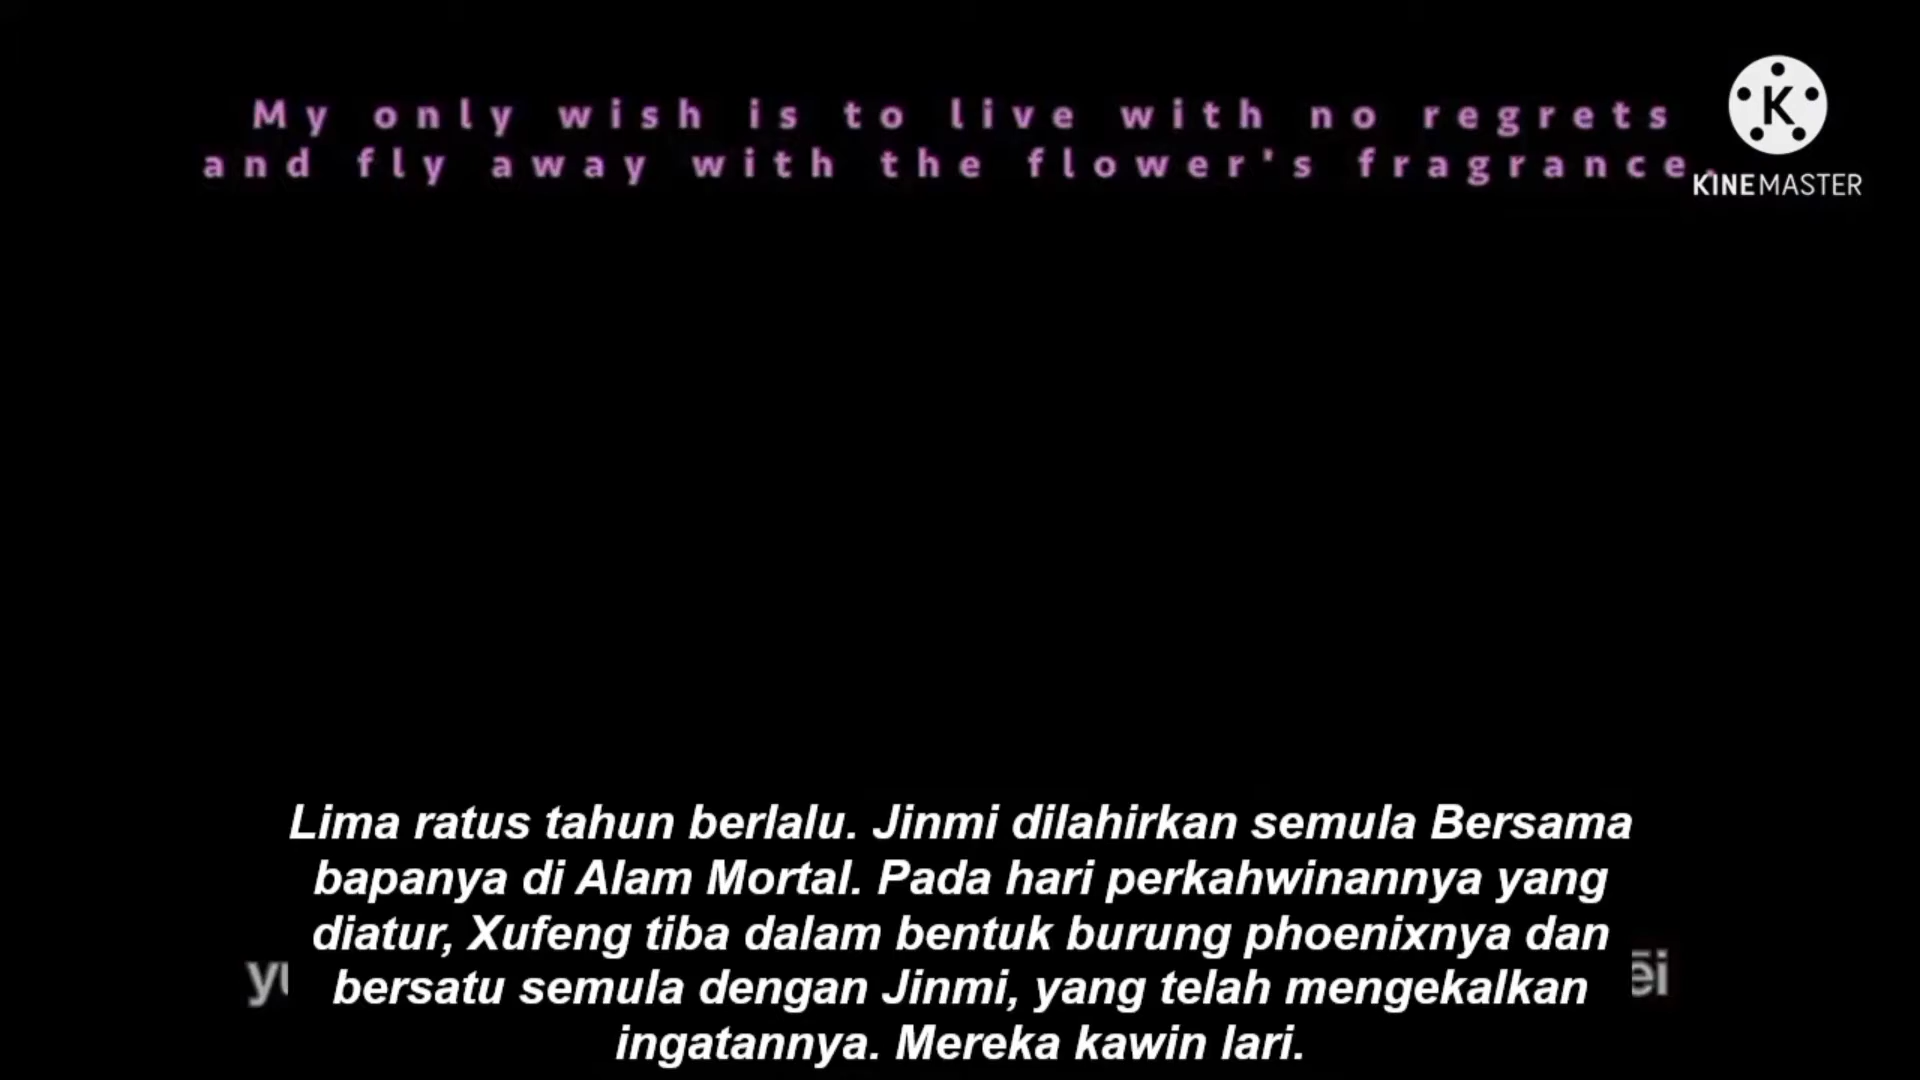 My only wish is to live with no regrets
and fly away with the flower's fragrance.
K
KINEMASTER
Lima ratus tahun berlalu. Jinmi dilahirkan semula Bersama
bapanya di Alam Mortal. Pada hari perkahwinannya yang
diatur, Xufeng tiba dalam bentuk burung phoenixnya dan
bersatu semula dengan Jinmi, yang telah mengekalkan
ingatannya. Mereka kawin lari.